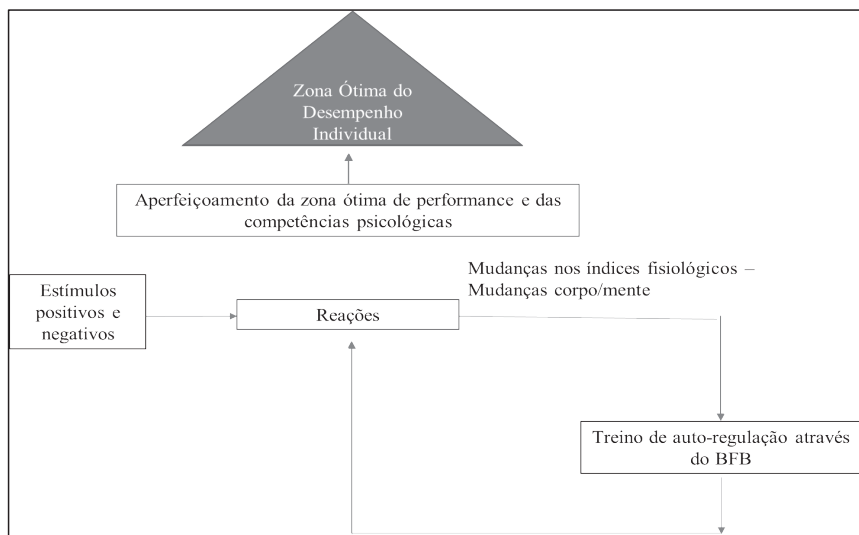 Zona Ótima do
Desempenho
Individual
Aperfeiçoamento da zona ótima de performance e das
competências psicológicas
Mudanças nos índices fisiológicos –
Mudanças corpo/mente
Estímulos
positivos e
negativos
Reações
Treino de auto-regulação através
do BFB